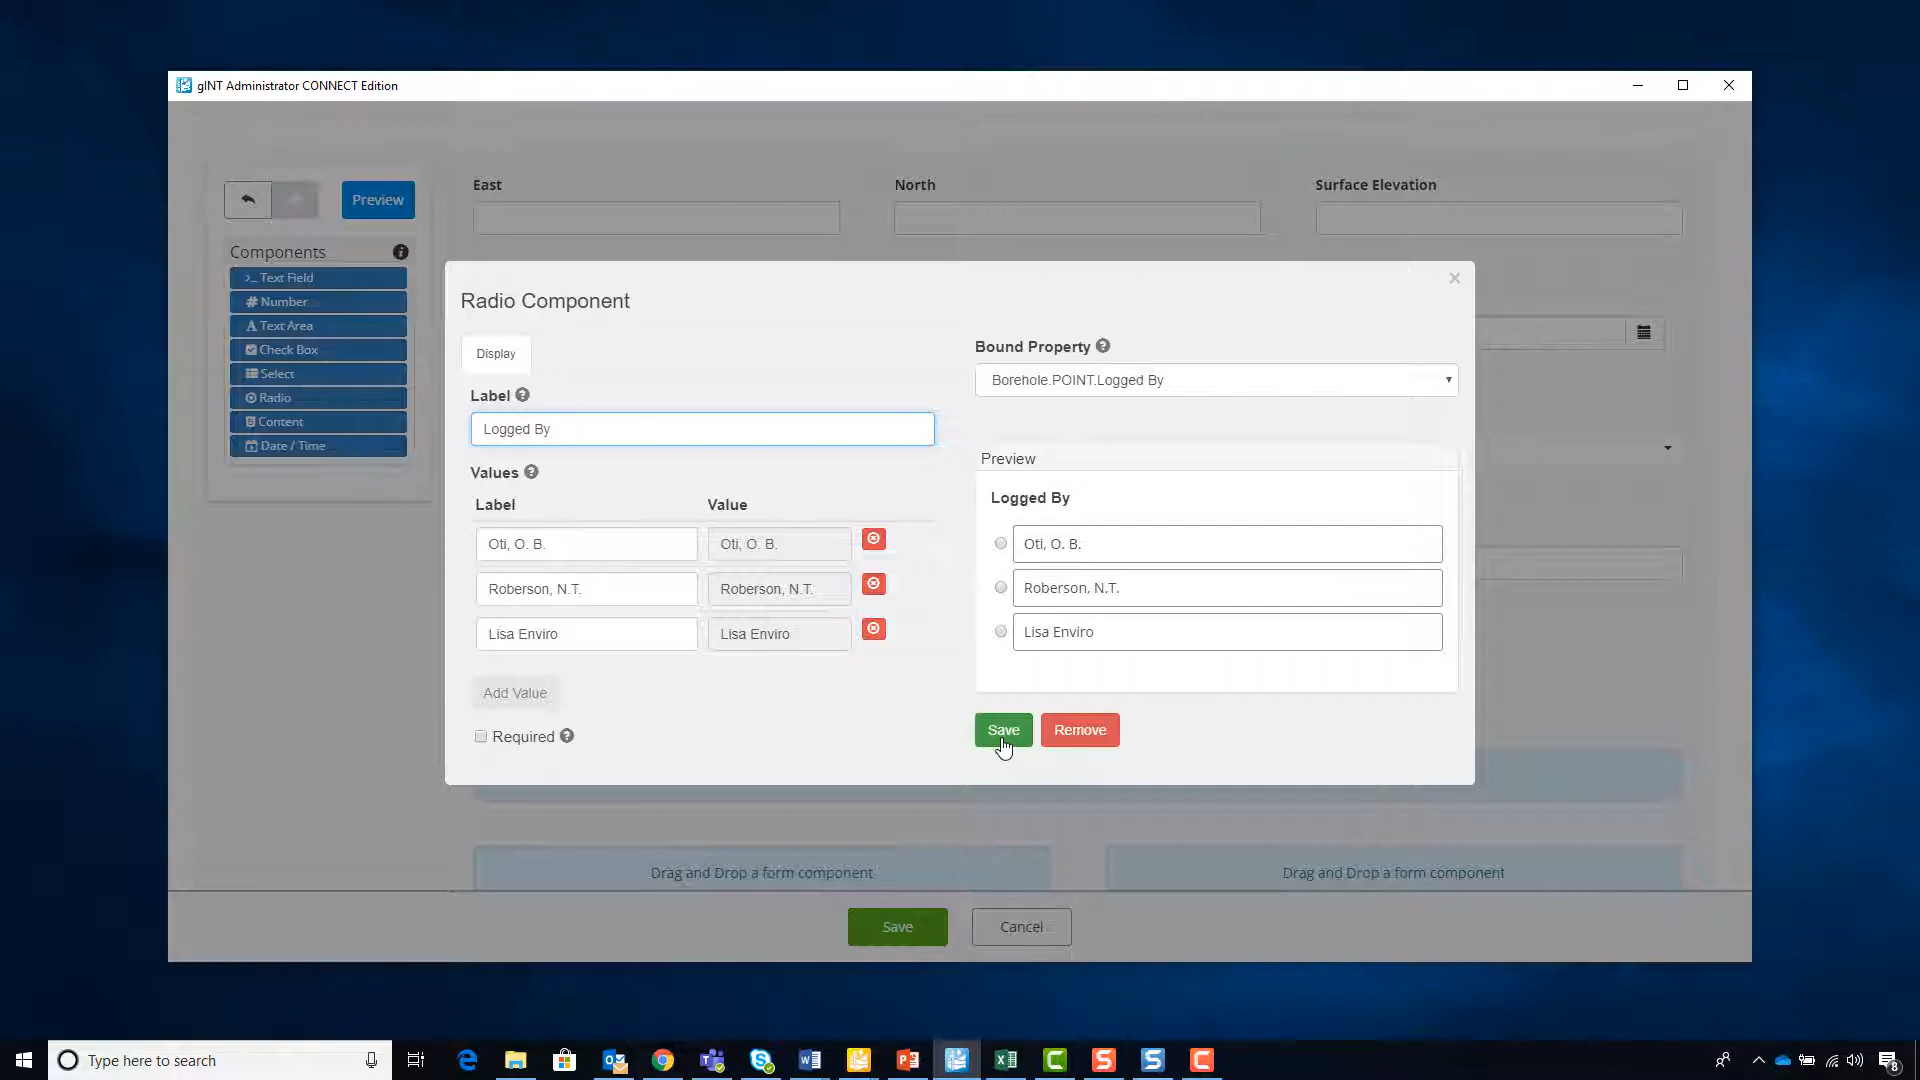 gINT Administrator CONNECT Edition
East
North
Surface Elevation
Preview
Components
>_ Text Field
# Number
A Text Area
Check Box
Select
Radio
Content
Date / Time
Radio Component
×
Display
Label
Logged By
Values
Label Value
Oti, O. B. Oti, O. B.
Roberson, N.T. Roberson, N.T.
Lisa Enviro Lisa Enviro
Add Value
Required
Bound Property
Borehole.POINT.Logged By
Preview
Logged By
Oti, O. B.
Roberson, N.T.
Lisa Enviro
Save Remove
Drag and Drop a form component
Drag and Drop a form component
Save
Cancel
Type here to search
8